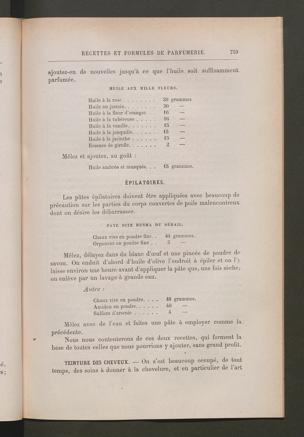 RECETTES ET FORMULES DE PARFUMERIE. 759
ajoutez-en de nouvelles jusqu'à ce que l'huile soit suffisamment
parfumée.
HUILE AUX MILLE FLEURS.
Huile à la rose . . . . . . . 30 grammes
Huile au jasmin. . . . . . . 30 —
Huile à la fleur d'oranger . 16 —
Huile à la tubéreuse. . . . 16 —
Huile à la vanille. . . . . . 45 —
Huile à la jonquille. . . . . 45 —
Huile à la jacinthe . . . . . 45 —
Essence de girofle. . . . . . 2 —
Mêlez et ajoutez, au goût :
Huile ambrée et musquée. . . 45 grammes.
ÉPILATOIRES.
Les pâtes épilatoires doivent être appliquées avec beaucoup de
précaution sur les parties du corps couvertes de poils malencontreux
dont on désire les débarrasser.
PATE DITE RUSMA DU SÉRAIL.
Chaux vive en poudre fine . . 40 grammes.
Orpiment en poudre fine . . 5 —
Mêlez, délayez dans du blanc d'œuf et une pincée de poudre de
savon. On enduit d'abord d'huile d'olive l'endroit à épiler et on l'y
laisse environ une heure avant d'appliquer la pâte que, une fois sèche,
on enlève par un lavage à grande eau.
Autre :
Chaux vive en poudre. . . . 48 grammes.
Amidon en poudre. . . . . . 40 —
Sulfure d'arsenic . . . . . . 4 —
Mêlez avec de l'eau et faites une pâte à employer comme la
précédente.
Nous nous contenterons de ces deux recettes, qui forment la
base de toutes celles que nous pourrions y ajouter, sans grand profit.
TEINTURE DES CHEVEUX. — On s'est beaucoup occupé, de tout
temps, des soins à donner à la chevelure, et en particulier de l'art